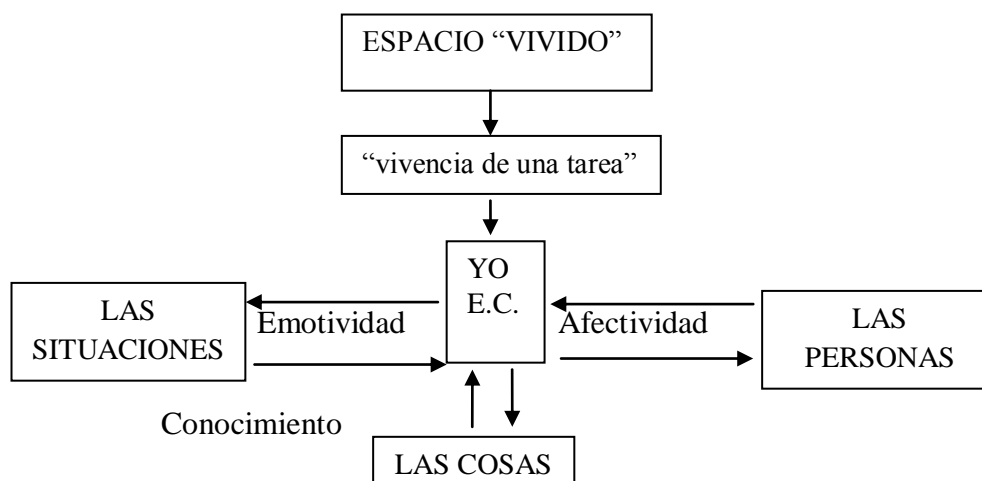 ESPACIO “VIVIDO”
“vivencia de una tarea”
YO
E.C.
LAS
SITUACIONES
Emotividad
Afectividad
LAS
PERSONAS
Conocimiento
LAS COSAS